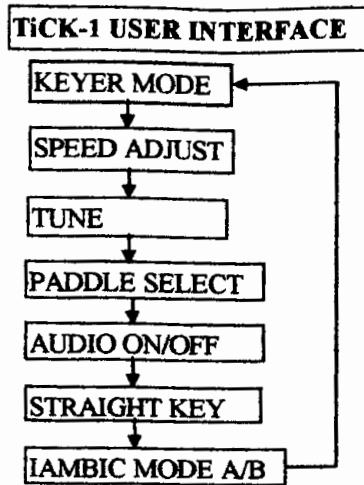 TiCK-1 USER INTERFACE
KEYER MODE
SPEED ADJUST
TUNE
PADDLE SELECT
AUDIO ON/OFF
STRAIGHT KEY
IAMBIC MODE A/B